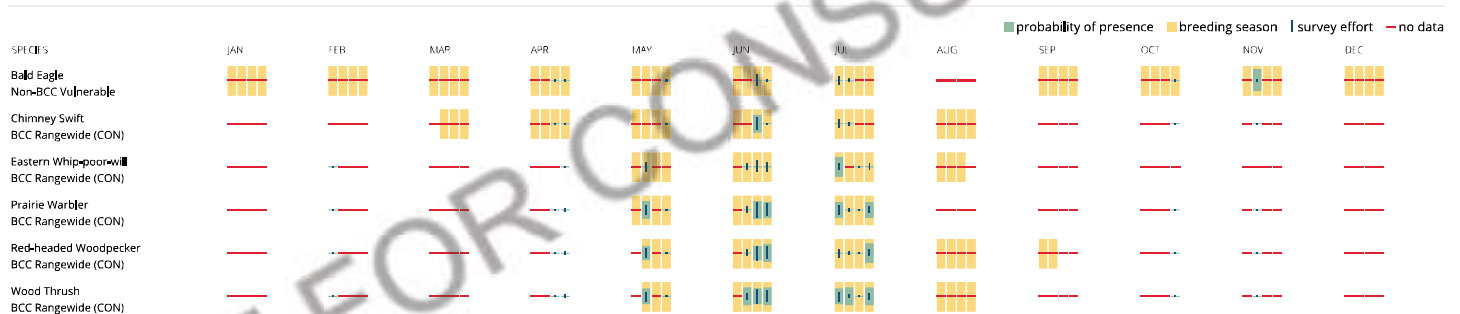 probability of presence breeding season survey effort no data
SPECIES JAN FEB MAR APR MAY JUN JUL AUG SEP OCT NOV DEC
Bald Eagle
Non-BCC Vulnerable
Chimney Swift
BCC Rangewide (CON)
Eastern Whip-poor-will
BCC Rangewide (CON)
Prairie Warbler
BCC Rangewide (CON)
Red-headed Woodpecker
BCC Rangewide (CON)
Wood Thrush
BCC Rangewide (CON)
FOR CONSU